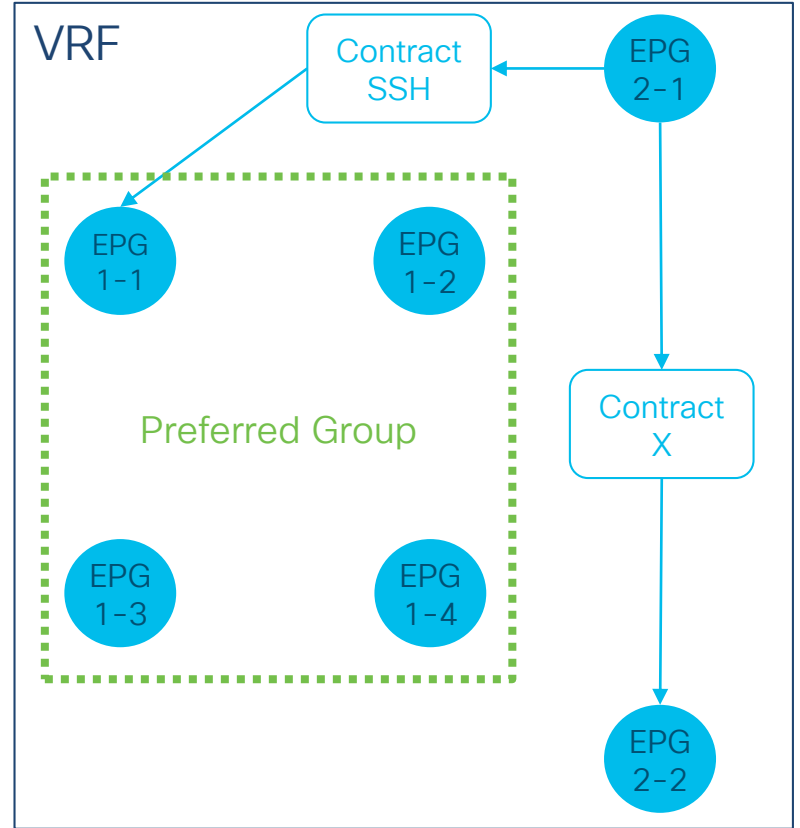 VRF
Contract
SSH
EPG
2-1
EPG
1-1
EPG
1-2
Preferred Group
Contract
X
EPG
1-3
EPG
1-4
EPG
2-2